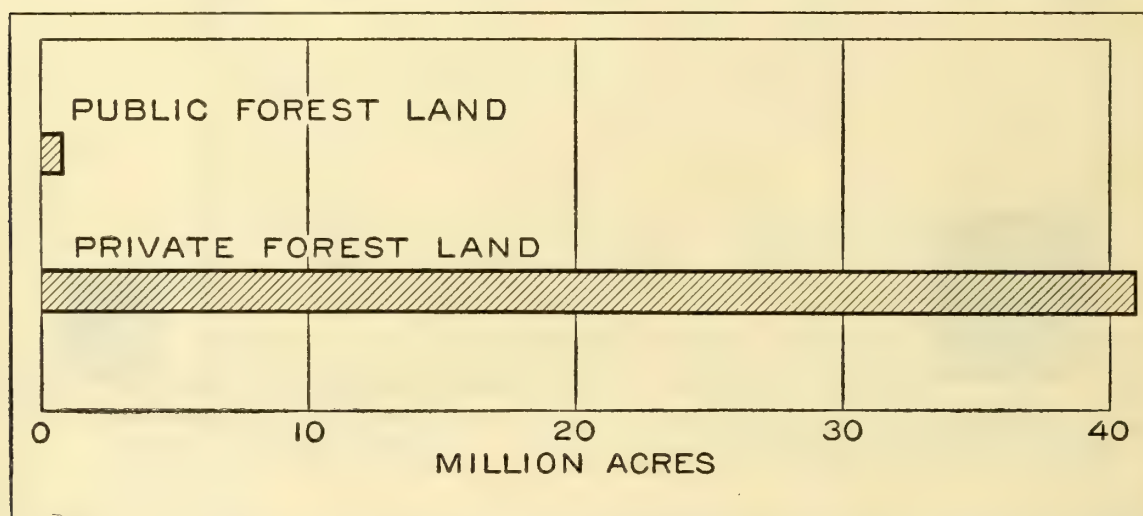 PUBLIC FOREST LAND
PRIVATE FOREST LAND
0 10 20 30 40
MILLION ACRES